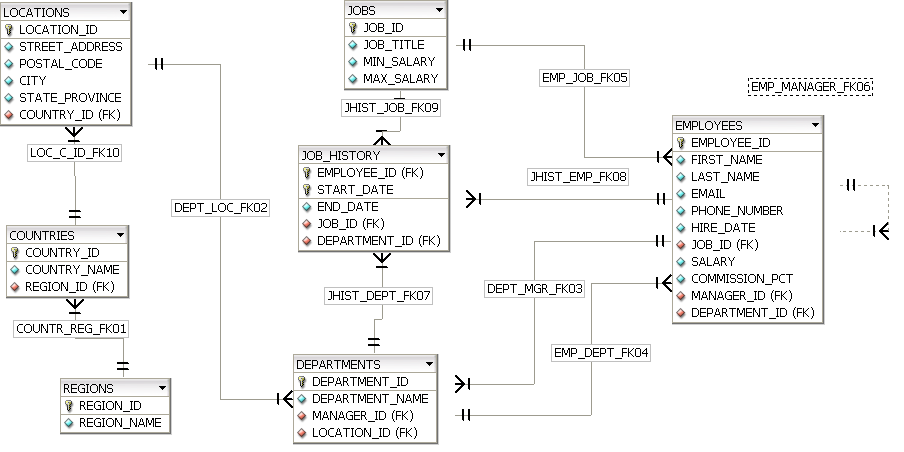 LOCATIONS
LOCATION_ID
STREET_ADDRESS
POSTAL_CODE
CITY
STATE_PROVINCE
COUNTRY_ID (FK)
LOC_C_ID_FK10
COUNTRIES
COUNTRY_ID
COUNTRY_NAME
REGION_ID (FK)
COUNTR_REG_FK01
REGIONS
REGION_ID
REGION_NAME
DEPT_LOC_FK02
JOBS
JOB_ID
JOB_TITLE
MIN_SALARY
MAX_SALARY
JHIST_JOB_FK09
JOB_HISTORY
EMPLOYEE_ID (FK)
START_DATE
END_DATE
JOB_ID (FK)
DEPARTMENT_ID (FK)
JHIST_DEPT_FK07
DEPARTMENTS
DEPARTMENT_ID
DEPARTMENT_NAME
MANAGER_ID (FK)
LOCATION_ID (FK)
EMP_JOB_FK05
JHIST_EMP_FK08
DEPT_MGR_FK03
EMP_DEPT_FK04
EMP_MANAGER_FK06
EMPLOYEES
EMPLOYEE_ID
FIRST_NAME
LAST_NAME
EMAIL
PHONE_NUMBER
HIRE_DATE
JOB_ID (FK)
SALARY
COMMISSION_PCT
MANAGER_ID (FK)
DEPARTMENT_ID (FK)